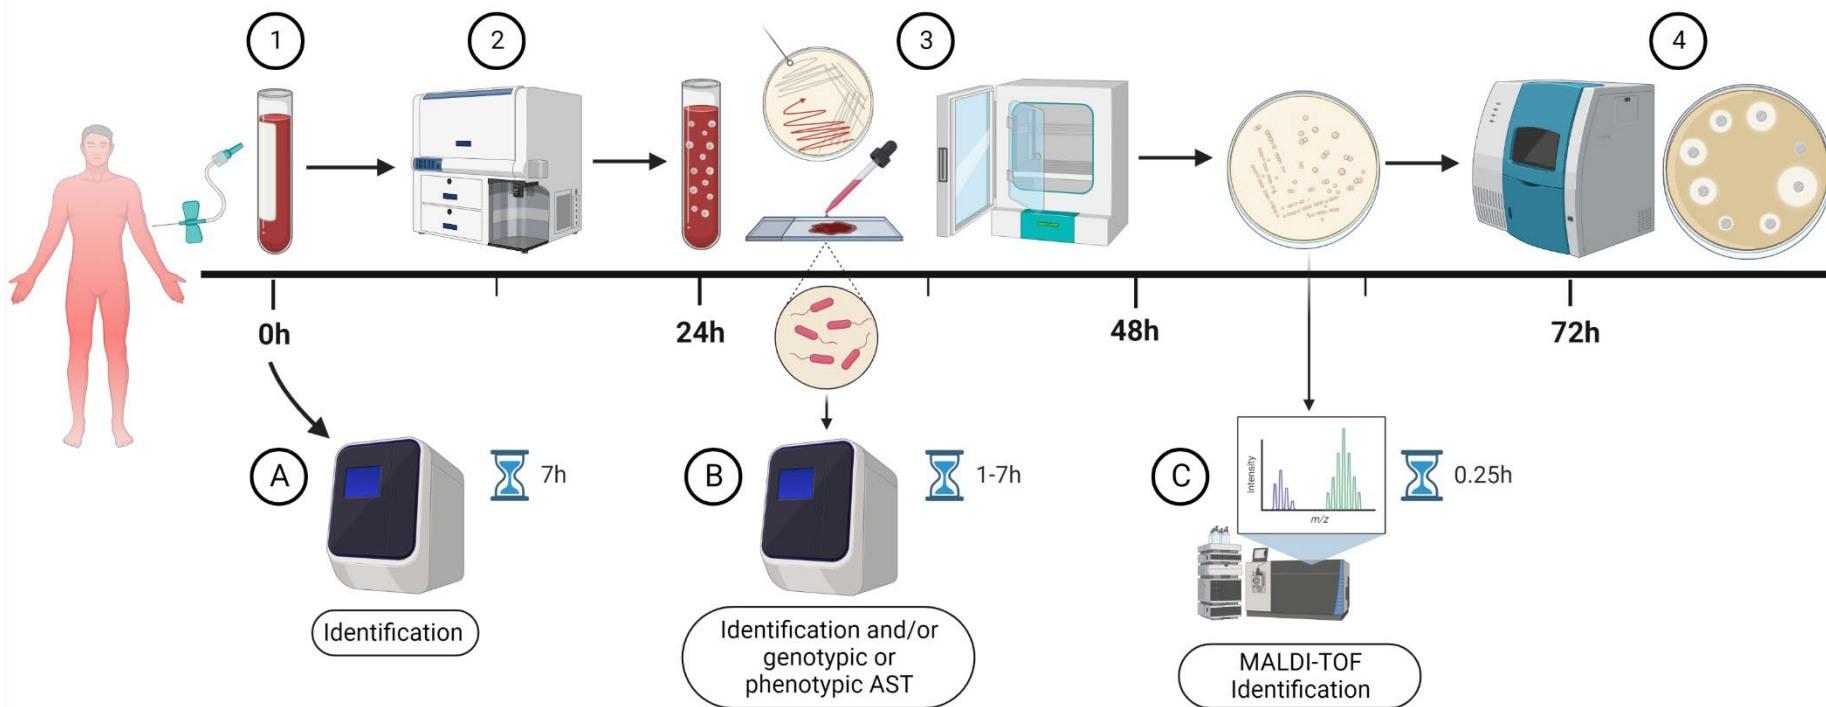 1
2
3
4
0h
24h
48h
72h
A
7h
B
1-7h
C
Intensity
m/z
0.25h
Identification
Identification and/or
genotypic or
phenotypic AST
MALDI-TOF
Identification